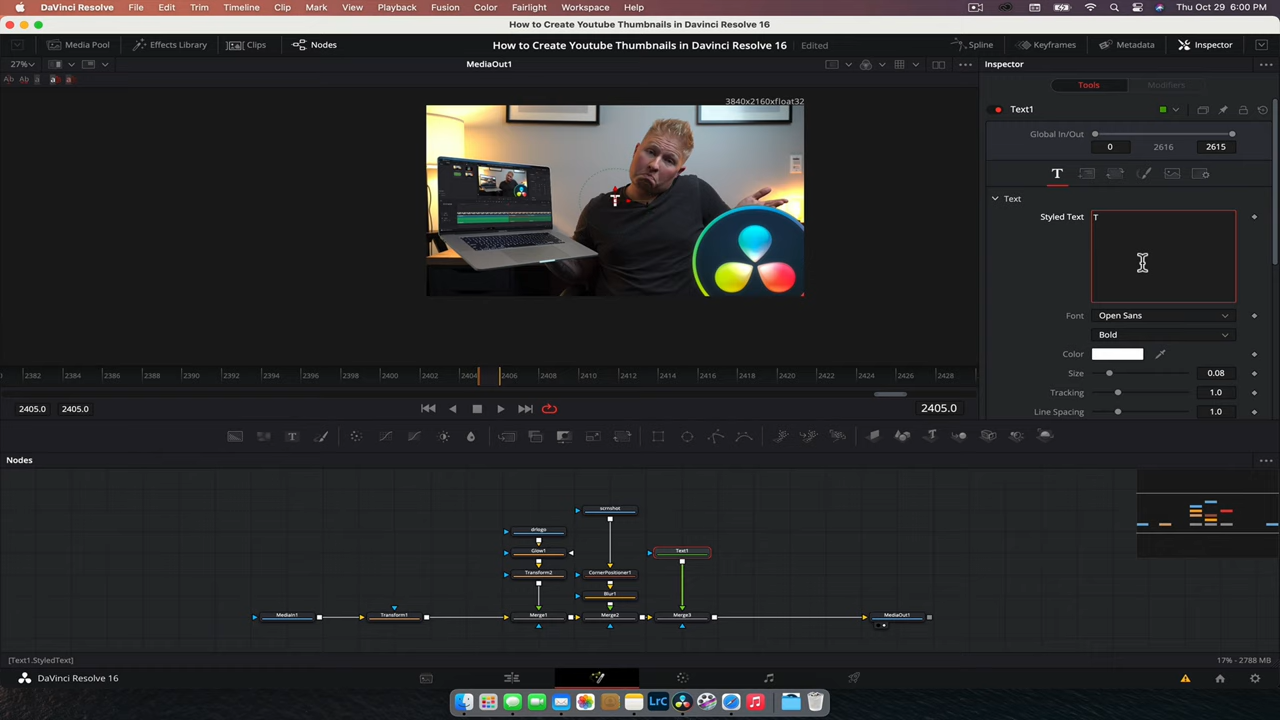 DaVinci Resolve File Edit Trim Timeline Clip Mark View Playback Fusion Color Fairlight Workspace Help Thu Oct 29 6:00 PM
How to Create Youtube Thumbnails in DaVinci Resolve 16
Media Pool Effects Library Clips Nodes How to Create Youtube Thumbnails in Davinci Resolve 16 Edited Spline Keyframes Metadata Inspector
27% MediaOut1 Inspector
Ab Ab a a a
Tools Modifiers
3840x2160xfloat32
Text1
Global In/Out
0 2616 2615
T
Text
Styled Text T
T
Font Open Sans
Bold
Color
Size 0.08
2382 2384 2386 2388 2390 2392 2394 2396 2398 2400 2402 2404 2406 2408 2410 2412 2414 2416 2418 2420 2422 2424 2426 2428
Tracking 1.0
2405.0 2405.0 2405.0
Line Spacing 1.0
Nodes
scrnshot
drlogo
Glow1 Text1
Transform2 CornerPositioner1
Blur1
MediaIn1 Transform1 Merge1 Merge2 Merge3 MediaOut1
[Text1.StyledText] 17% - 2788 MB
DaVinci Resolve 16
LrC